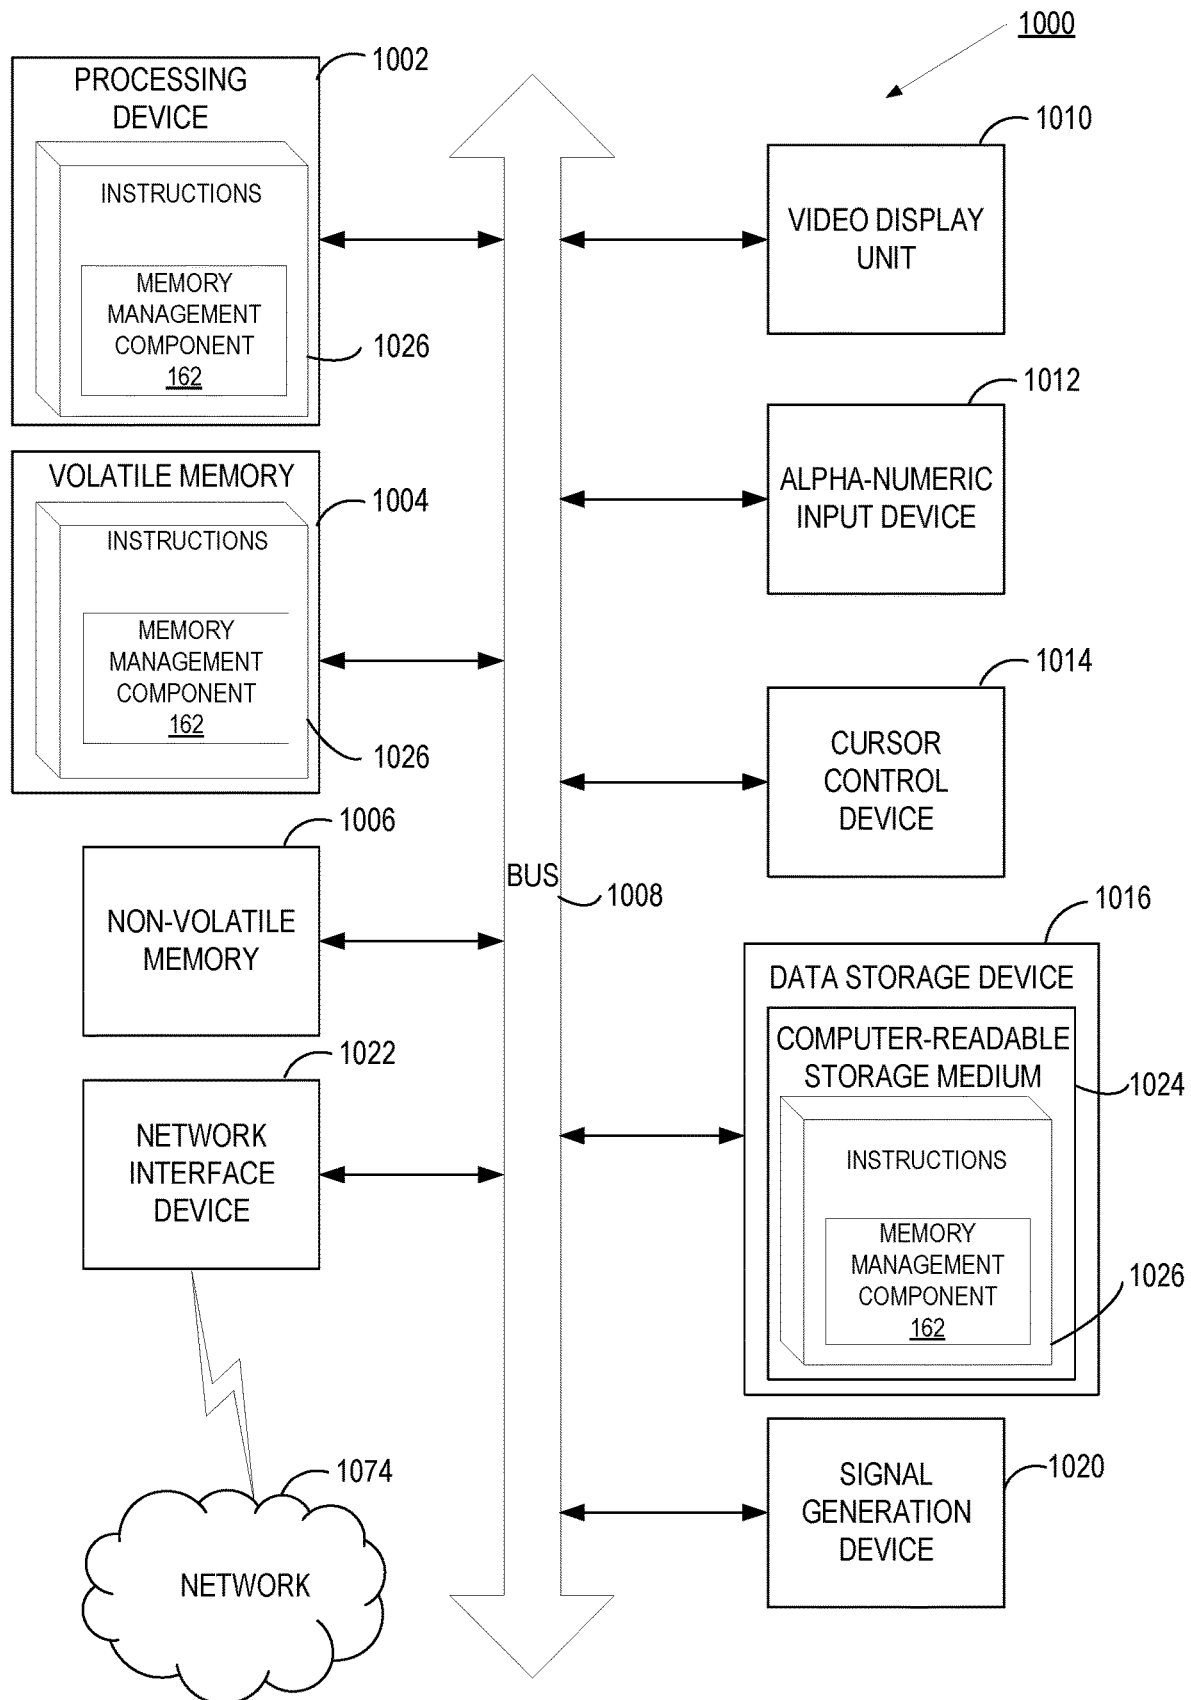 1000
1002
PROCESSING
DEVICE
INSTRUCTIONS
MEMORY
MANAGEMENT
COMPONENT
162
1026
VOLATILE MEMORY
1004
INSTRUCTIONS
MEMORY
MANAGEMENT
COMPONENT
162
1026
1006
NON-VOLATILE
MEMORY
1022
NETWORK
INTERFACE
DEVICE
1074
NETWORK
BUS
1008
1010
VIDEO DISPLAY
UNIT
1012
ALPHA-NUMERIC
INPUT DEVICE
1014
CURSOR
CONTROL
DEVICE
1016
DATA STORAGE DEVICE
COMPUTER-READABLE
STORAGE MEDIUM
1024
INSTRUCTIONS
MEMORY
MANAGEMENT
COMPONENT
162
1026
SIGNAL
GENERATION
DEVICE
1020